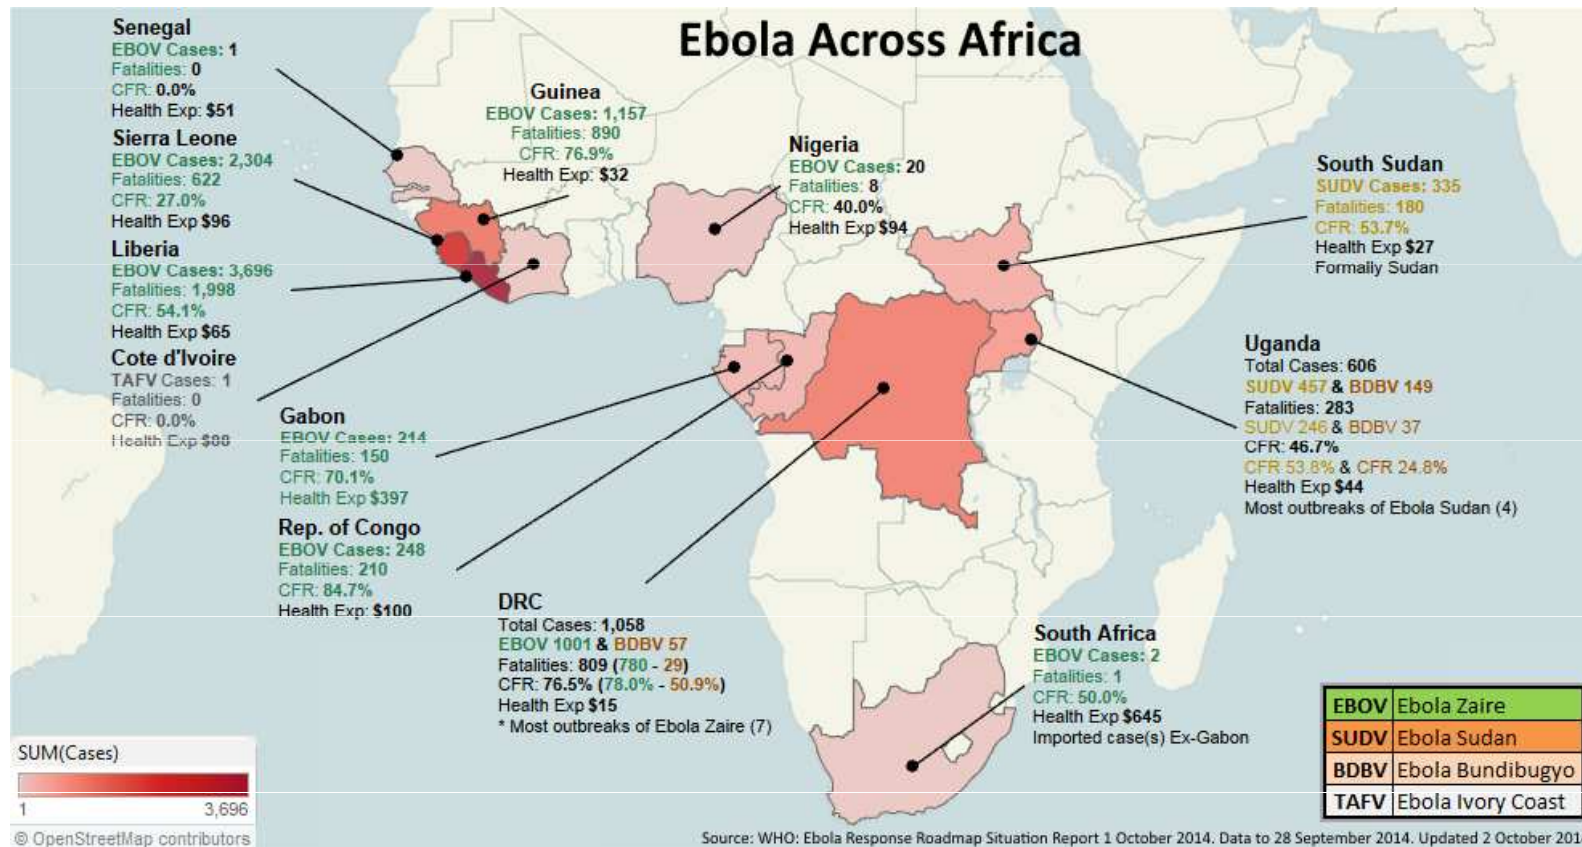 Ebola Across Africa
Senegal
EBOV Cases: 1
Fatalities: 0
CFR: 0.0%
Health Exp: $51
Sierra Leone
EBOV Cases: 2,304
Fatalities: 622
CFR: 27.0%
Health Exp $96
Liberia
EBOV Cases: 3,696
Fatalities: 1,998
CFR: 54.1%
Health Exp $65
Cote d'Ivoire
TAFV Cases: 1
Fatalities: 0
CFR: 0.0%
Health Exp
Guinea
EBOV Cases: 1,157
Fatalities: 890
CFR: 76.9%
Health Exp: $32
Nigeria
EBOV Cases: 20
Fatalities: 8
CFR: 40.0%
Health Exp $94
South Sudan
SUDV Cases: 335
Fatalities: 180
CFR: 53.7%
Health Exp $27
Formally Sudan
Uganda
Total Cases: 606
SUDV 457 & BDBV 149
Fatalities: 283
SUDV 246 & BDBV 37
CFR: 46.7%
CFR 53.8% & CFR 24.8%
Health Exp $44
Most outbreaks of Ebola Sudan (4)
Gabon
EBOV Cases: 214
Fatalities: 150
CFR: 70.1%
Health Exp $397
Rep. of Congo
EBOV Cases: 248
Fatalities: 210
CFR: 84.7%
Health Exp: $100
DRC
Total Cases: 1,058
EBOV 1001 & BDBV 57
Fatalities: 809 (780 - 29)
CFR: 76.5% (78.0% - 50.9%)
Health Exp $15
* Most outbreaks of Ebola Zaire (7)
South Africa
EBOV Cases: 2
Fatalities: 1
CFR: 50.0%
Health Exp $645
Imported case(s) Ex-Gabon
EBOV Ebola Zaire
SUDV Ebola Sudan
BDBV Ebola Bundibugyo
TAFV Ebola Ivory Coast
SUM(Cases)
1 3,696
© OpenStreetMap contributors
Source: WHO: Ebola Response Roadmap Situation Report 1 October 2014. Data to 28 September 2014. Updated 2 October 201